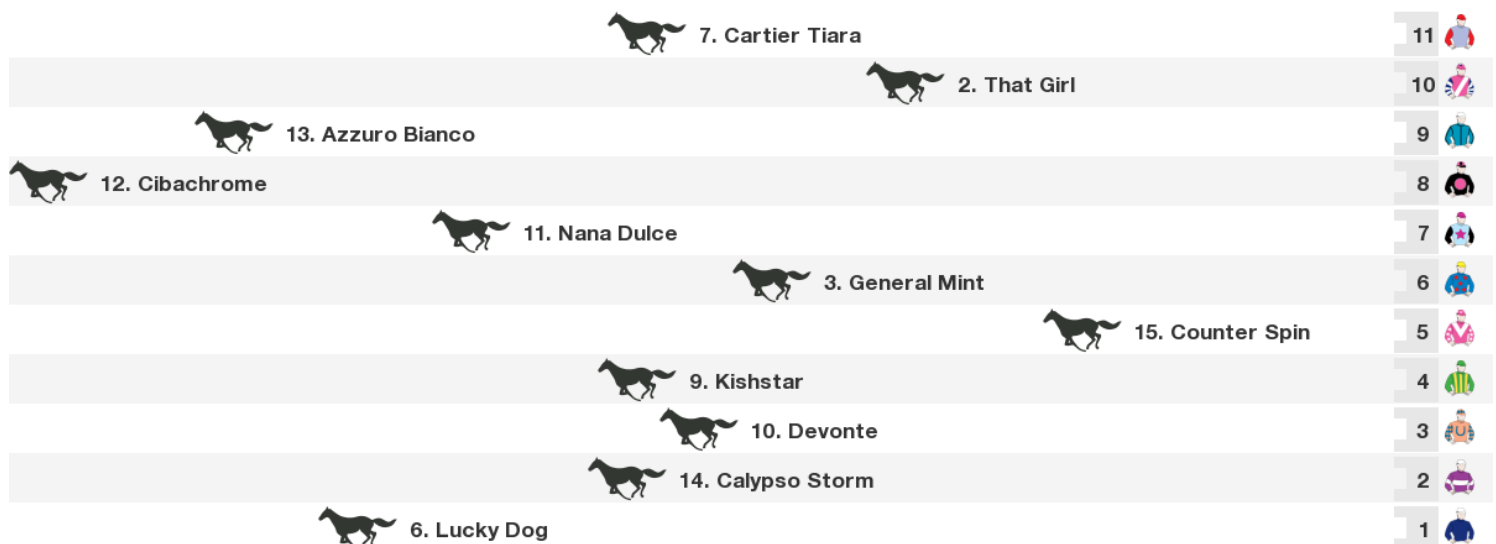 7. Cartier Tiara 11
2. That Girl 10
13. Azzuro Bianco 9
12. Cibachrome 8
11. Nana Dulce 7
3. General Mint 6
15. Counter Spin 5
9. Kishstar 4
10. Devonte 3
14. Calypso Storm 2
6. Lucky Dog 1